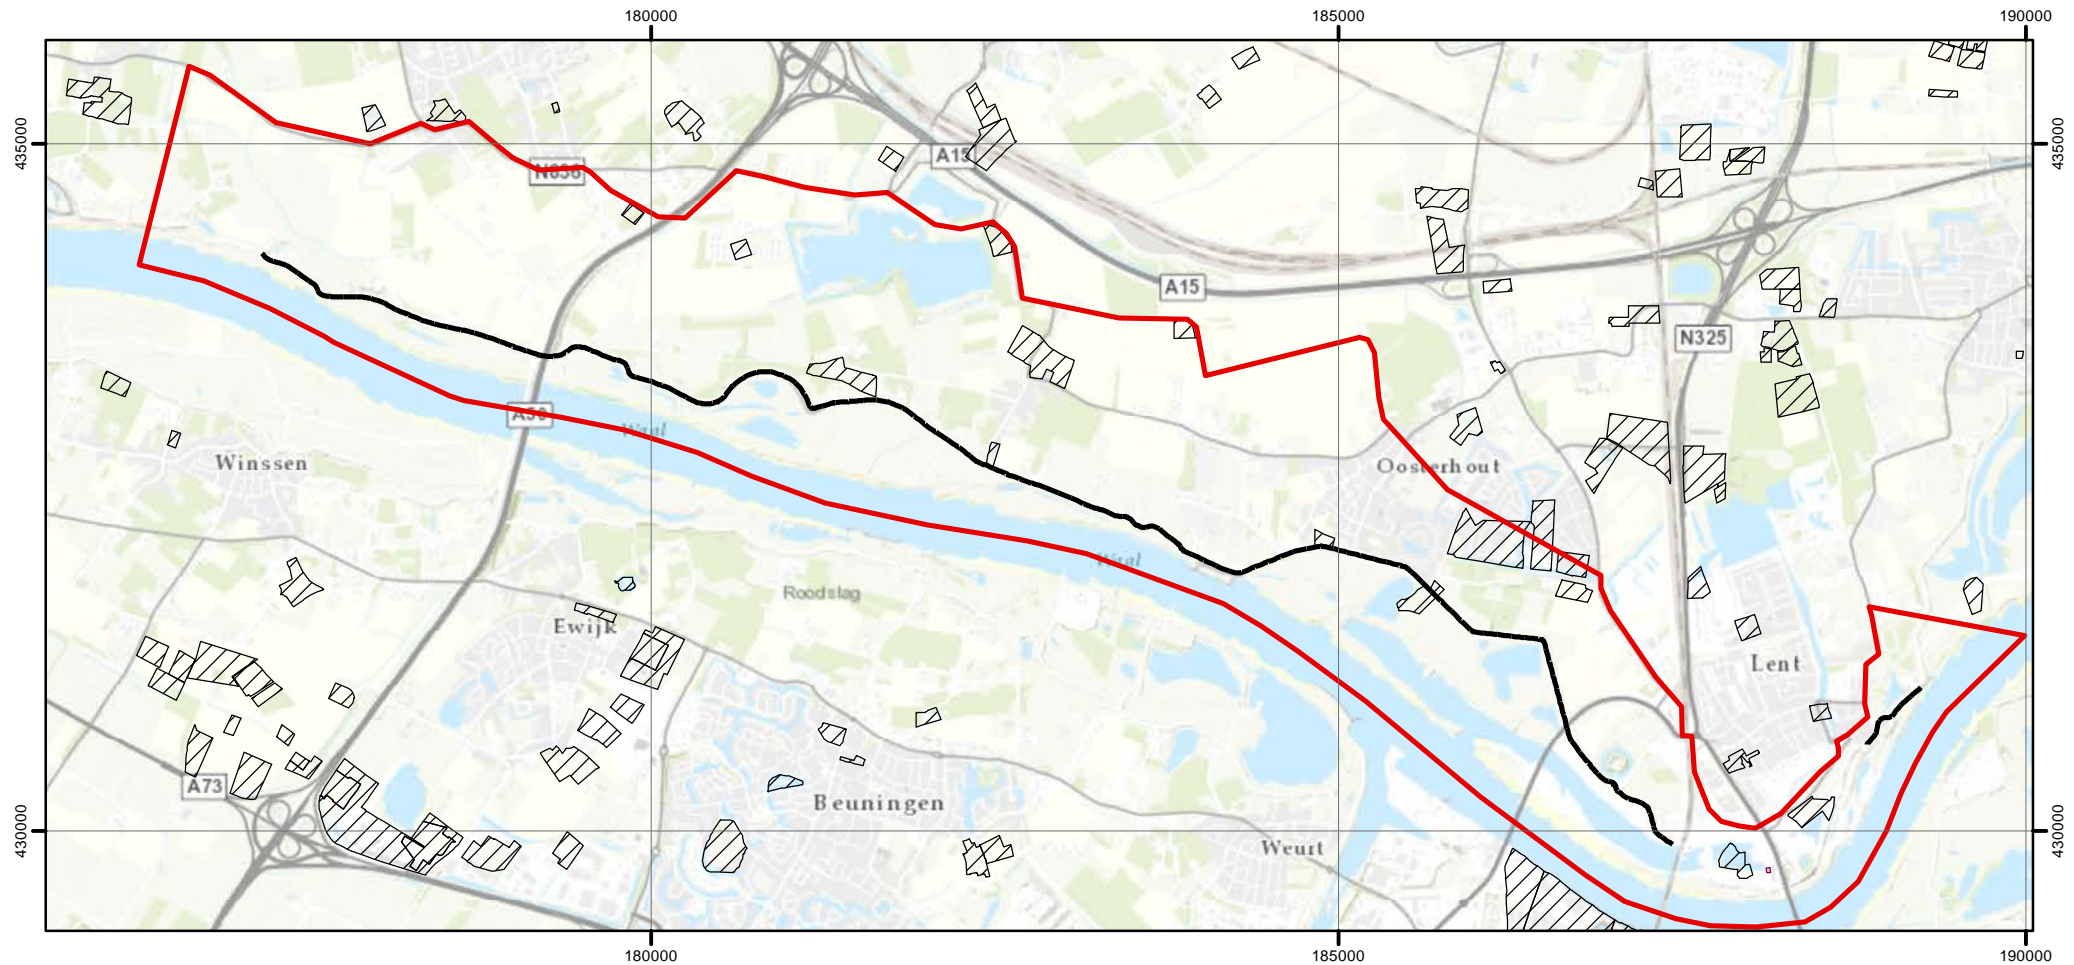 180000
185000
190000
435000
435000
A15
N836
A15
N325
A50
Waal
Winssen
Oosterhout
Waal
Roodslag
Ewijk
Lent
A73
Beuningen
430000
430000
Weurt
180000
185000
190000